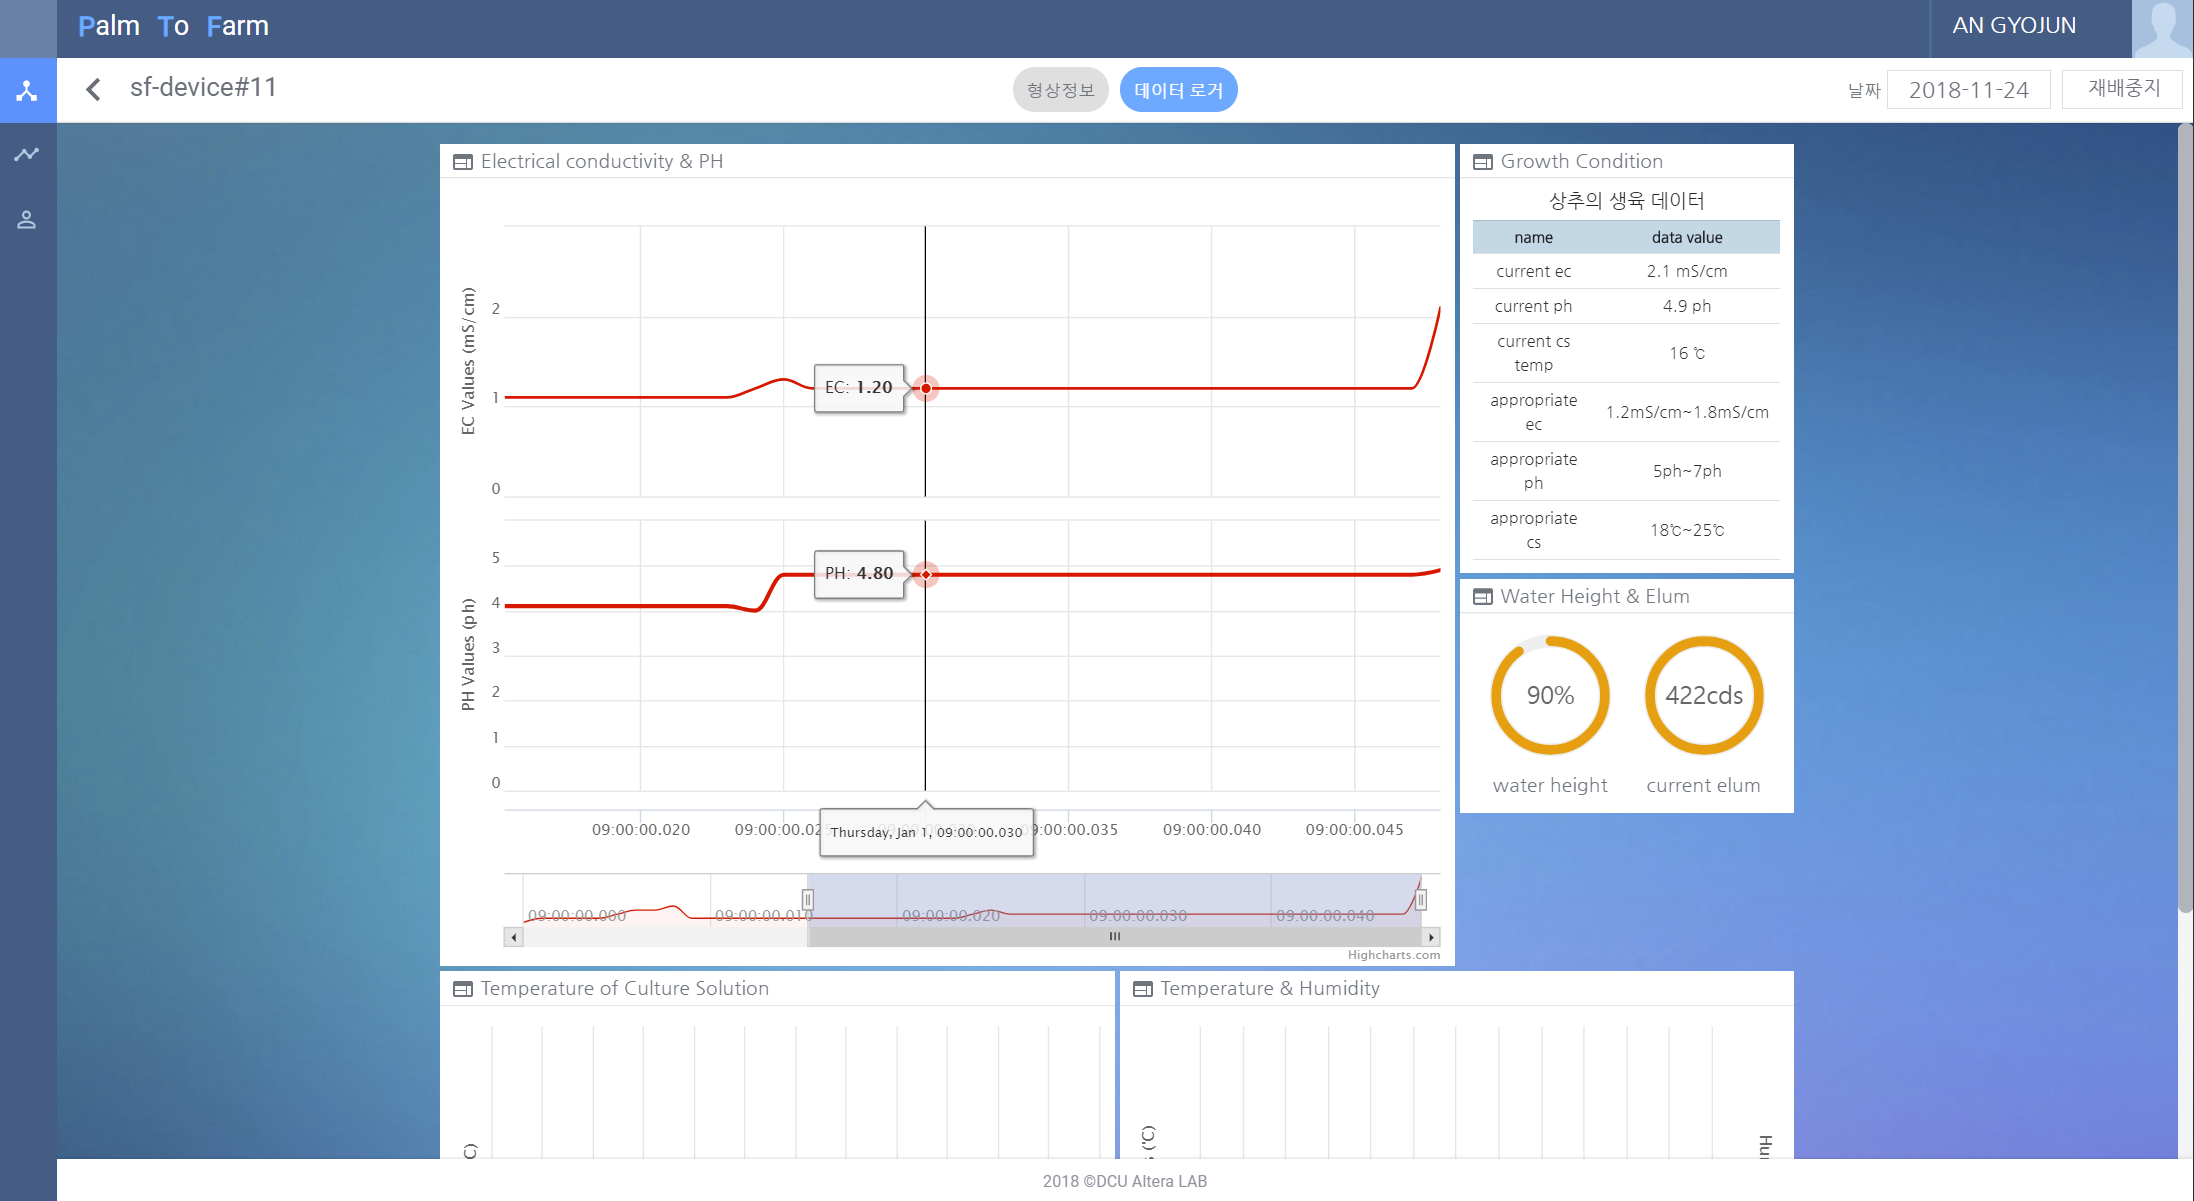 Palm To Farm
AN GYOJUN
sf-device#11
형상정보
데이터 로거
날짜
2018-11-24
재배중지
Electrical conductivity & PH
EC Values (mS/cm)
2
1
0
EC: 1.20
PH Values (ph)
5
4
3
2
1
0
PH: 4.80
09:00:00.020
09:00:00.025
09:00:00.035
09:00:00.040
09:00:00.045
Thursday, Jan 1, 09:00:00.030
09:00:00.000
09:00:00.010
09:00:00.020
09:00:00.030
09:00:00.040
Highcharts.com
Growth Condition
상추의 생육 데이터
name data value
current ec 2.1 mS/cm
current ph 4.9 ph
current cs
temp
16 ℃
appropriate
ec
1.2mS/cm~1.8mS/cm
appropriate
ph
5ph~7ph
appropriate
cs
18℃~25℃
Water Height & Elum
90%
422cds
water height
current elum
Temperature of Culture Solution
C)
Temperature & Humidity
('C)
Hu
2018 ©DCU Altera LAB